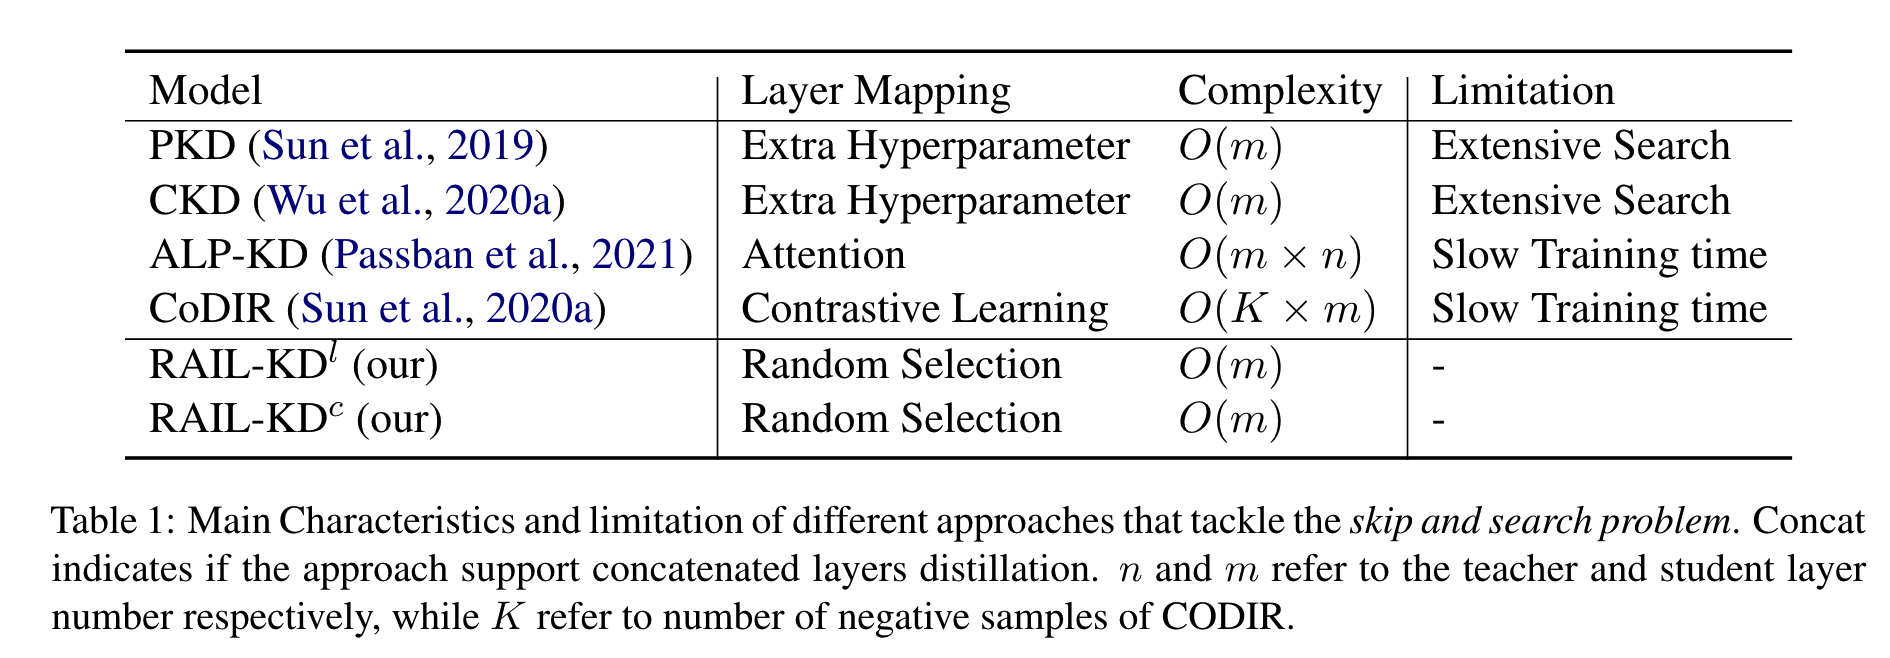 Model Layer Mapping Complexity Limitation
PKD (Sun et al., 2019) Extra Hyperparameter O(m) Extensive Search
CKD (Wu et al., 2020a) Extra Hyperparameter O(m) Extensive Search
ALP-KD (Passban et al., 2021) Attention O(m × n) Slow Training time
CoDIR (Sun et al., 2020a) Contrastive Learning O(K × m) Slow Training time
RAIL-KD^l (our) Random Selection O(m) -
RAIL-KD^c (our) Random Selection O(m) -
Table 1: Main Characteristics and limitation of different approaches that tackle the skip and search problem. Concat
indicates if the approach support concatenated layers distillation. n and m refer to the teacher and student layer
number respectively, while K refer to number of negative samples of CODIR.